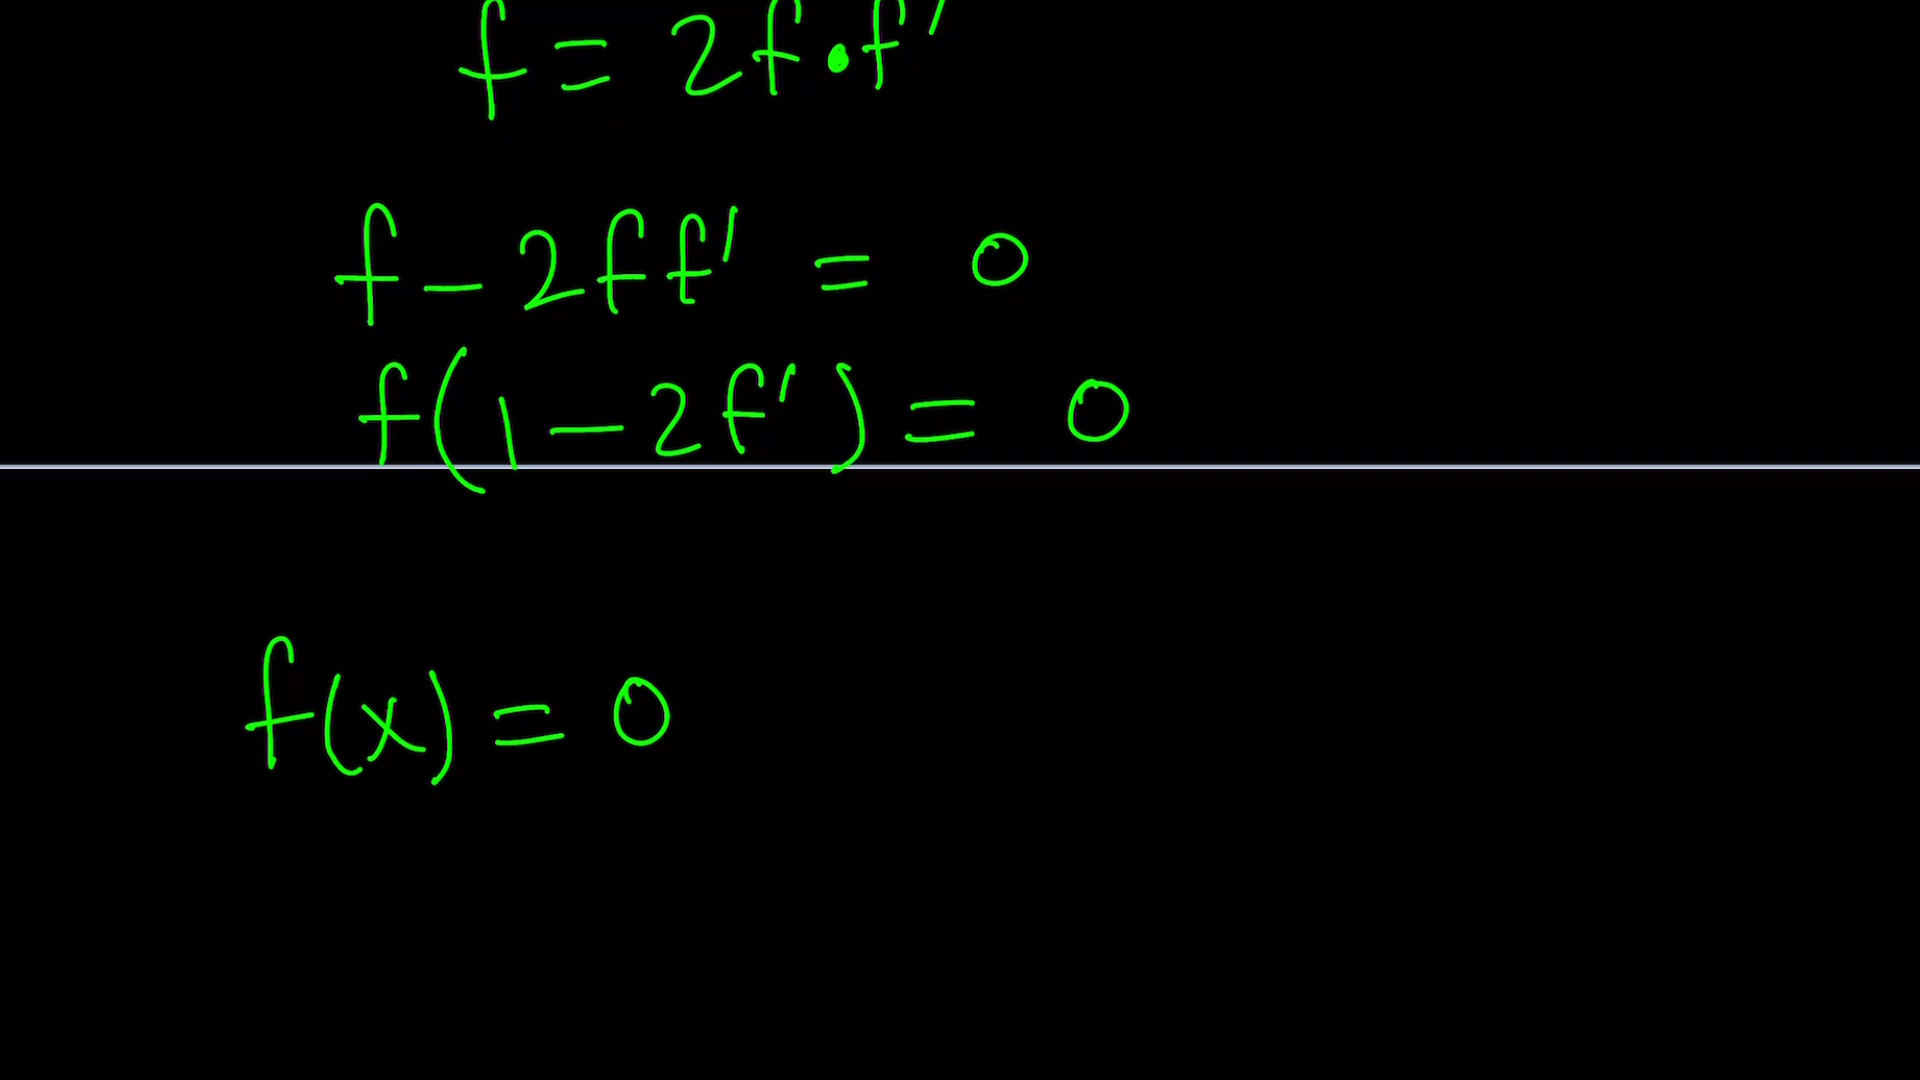 f = 2f·f'
f - 2ff' = 0
f(1-2f') = 0
f(x) = 0